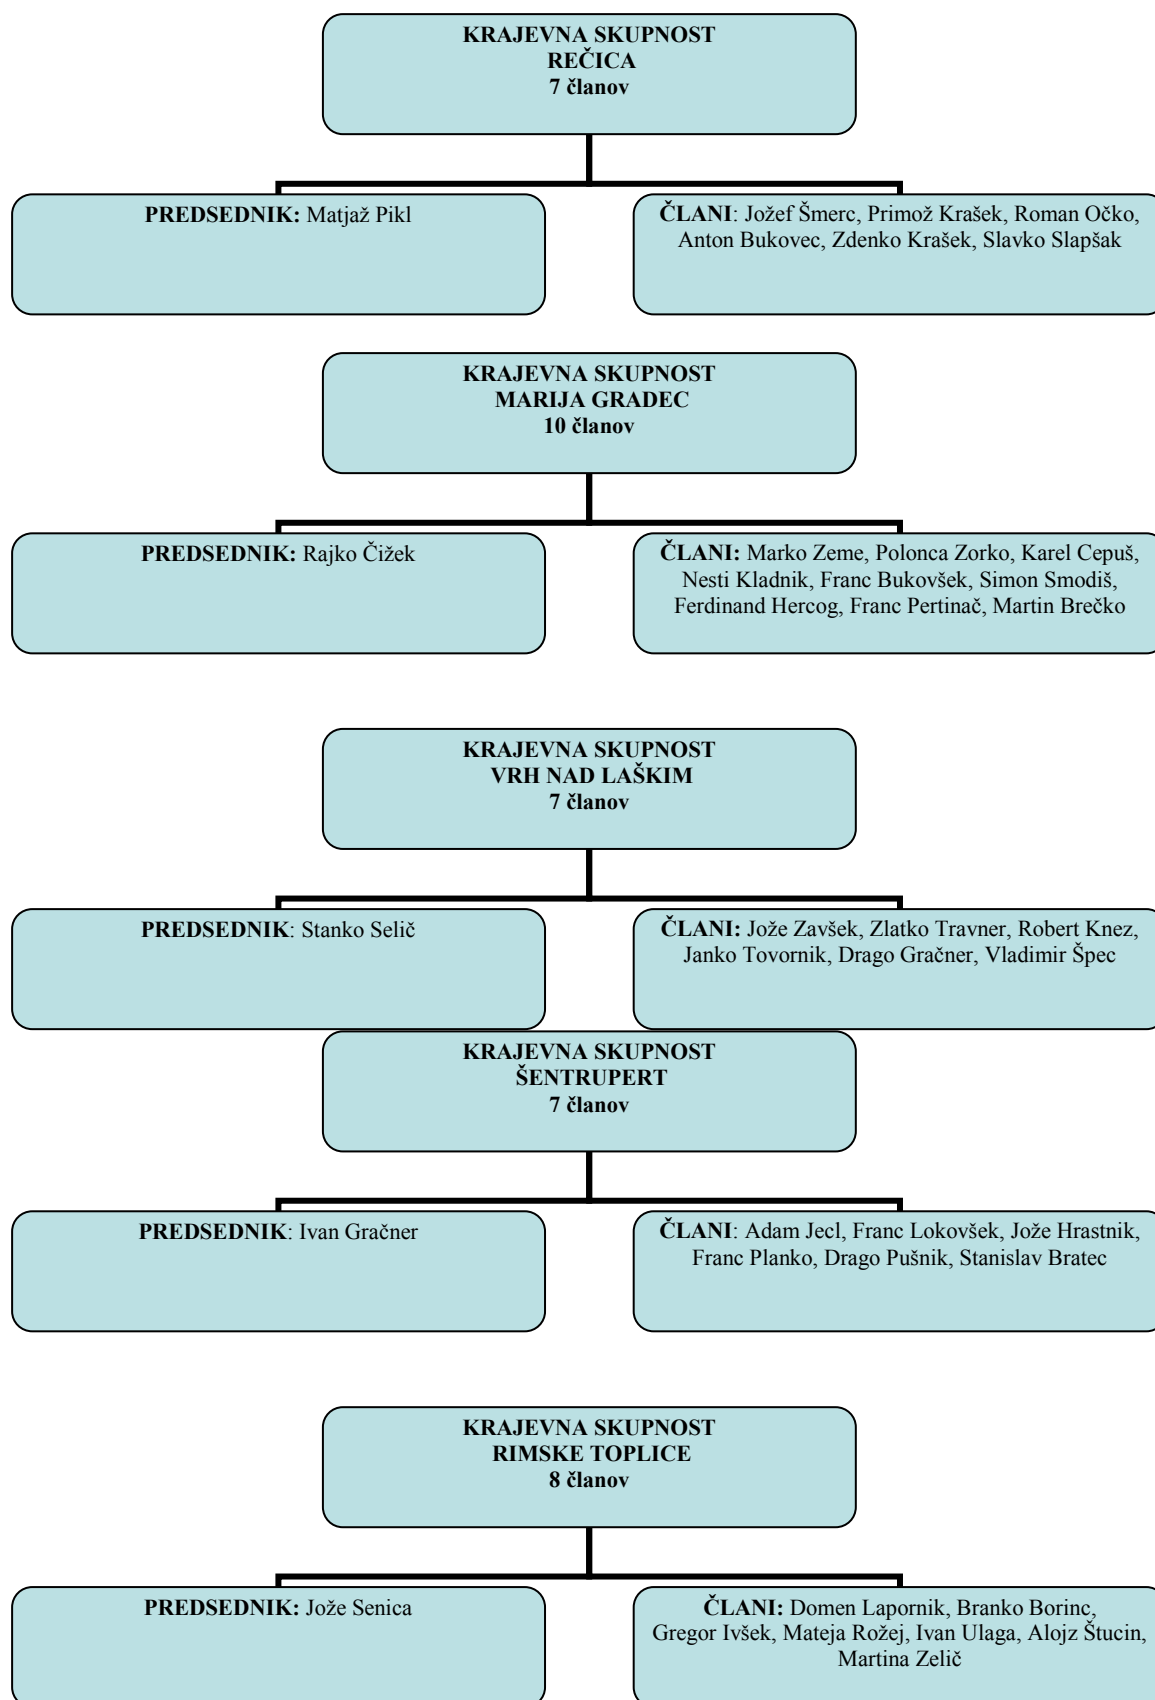 KRAJEVNA SKUPNOST
REČICA
7 članov
PREDSEDNIK: Matjaž Pikl
ČLANI: Jožef Šmerc, Primož Krašek, Roman Očko,
Anton Bukovec, Zdenko Krašek, Slavko Slapšak
KRAJEVNA SKUPNOST
MARIJA GRADEC
10 članov
PREDSEDNIK: Rajko Čižek
ČLANI: Marko Zeme, Polonca Zorko, Karel Cepuš,
Nesti Kladnik, Franc Bukovšek, Simon Smodiš,
Ferdinand Hercog, Franc Pertinač, Martin Brečko
KRAJEVNA SKUPNOST
VRH NAD LAŠKIM
7 članov
PREDSEDNIK: Stanko Selič
ČLANI: Jože Zavšek, Zlatko Travner, Robert Knez,
Janko Tovornik, Drago Gračner, Vladimir Špec
KRAJEVNA SKUPNOST
ŠENTRUPERT
7 članov
PREDSEDNIK: Ivan Gračner
ČLANI: Adam Jecl, Franc Lokovšek, Jože Hrastnik,
Franc Planko, Drago Pušnik, Stanislav Bratec
KRAJEVNA SKUPNOST
RIMSKE TOPLICE
8 članov
PREDSEDNIK: Jože Senica
ČLANI: Domen Lapornik, Branko Borinc,
Gregor Ivšek, Mateja Rožej, Ivan Ulaga, Alojz Štucin,
Martina Zelič